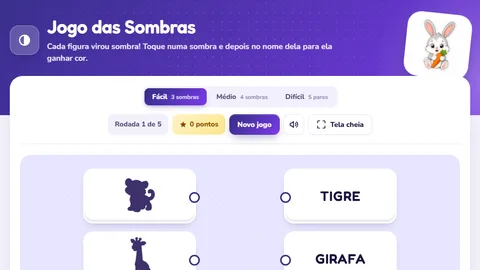 Jogo das Sombras
Cada figura virou sombra! Toque numa sombra e depois no nome dela para ela
ganhar cor.
Fácil 3 sombras Médio 4 sombras Difícil 5 pares
Rodada 1 de 5 ★ 0 pontos Novo jogo Tela cheia
TIGRE
GIRAFA